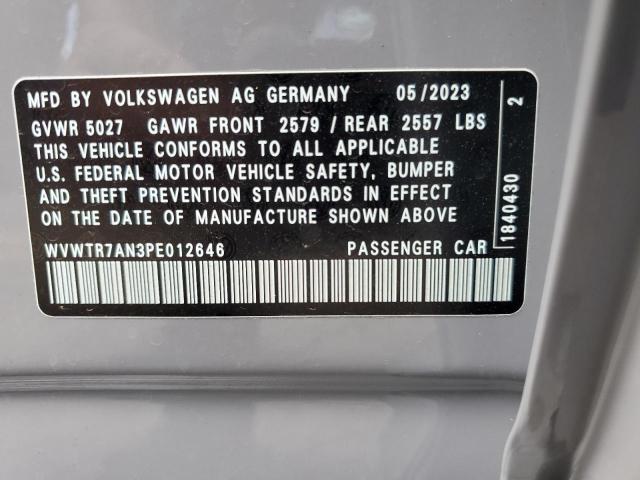 MFD BY VOLKSWAGEN AG GERMANY 05/2023
GVWR 5027 GAWR FRONT 2579 / REAR 2557 LBS
THIS VEHICLE CONFORMS TO ALL APPLICABLE
U.S. FEDERAL MOTOR VEHICLE SAFETY, BUMPER
AND THEFT PREVENTION STANDARDS IN EFFECT
ON THE DATE OF MANUFACTURE SHOWN ABOVE
WVWTR7AN3PE012646 PASSENGER CAR
1840430 2